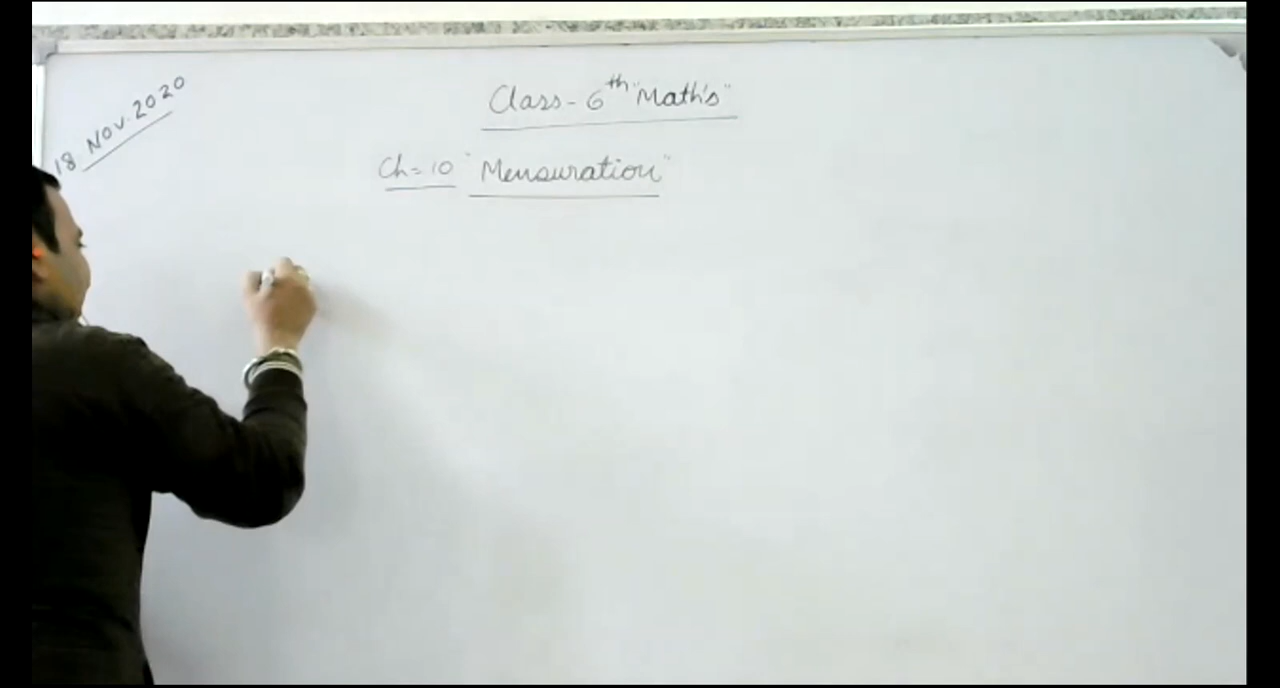 18 Nov. 2020
Class - 6th "Math's"
Ch = 10 "Mensuration"